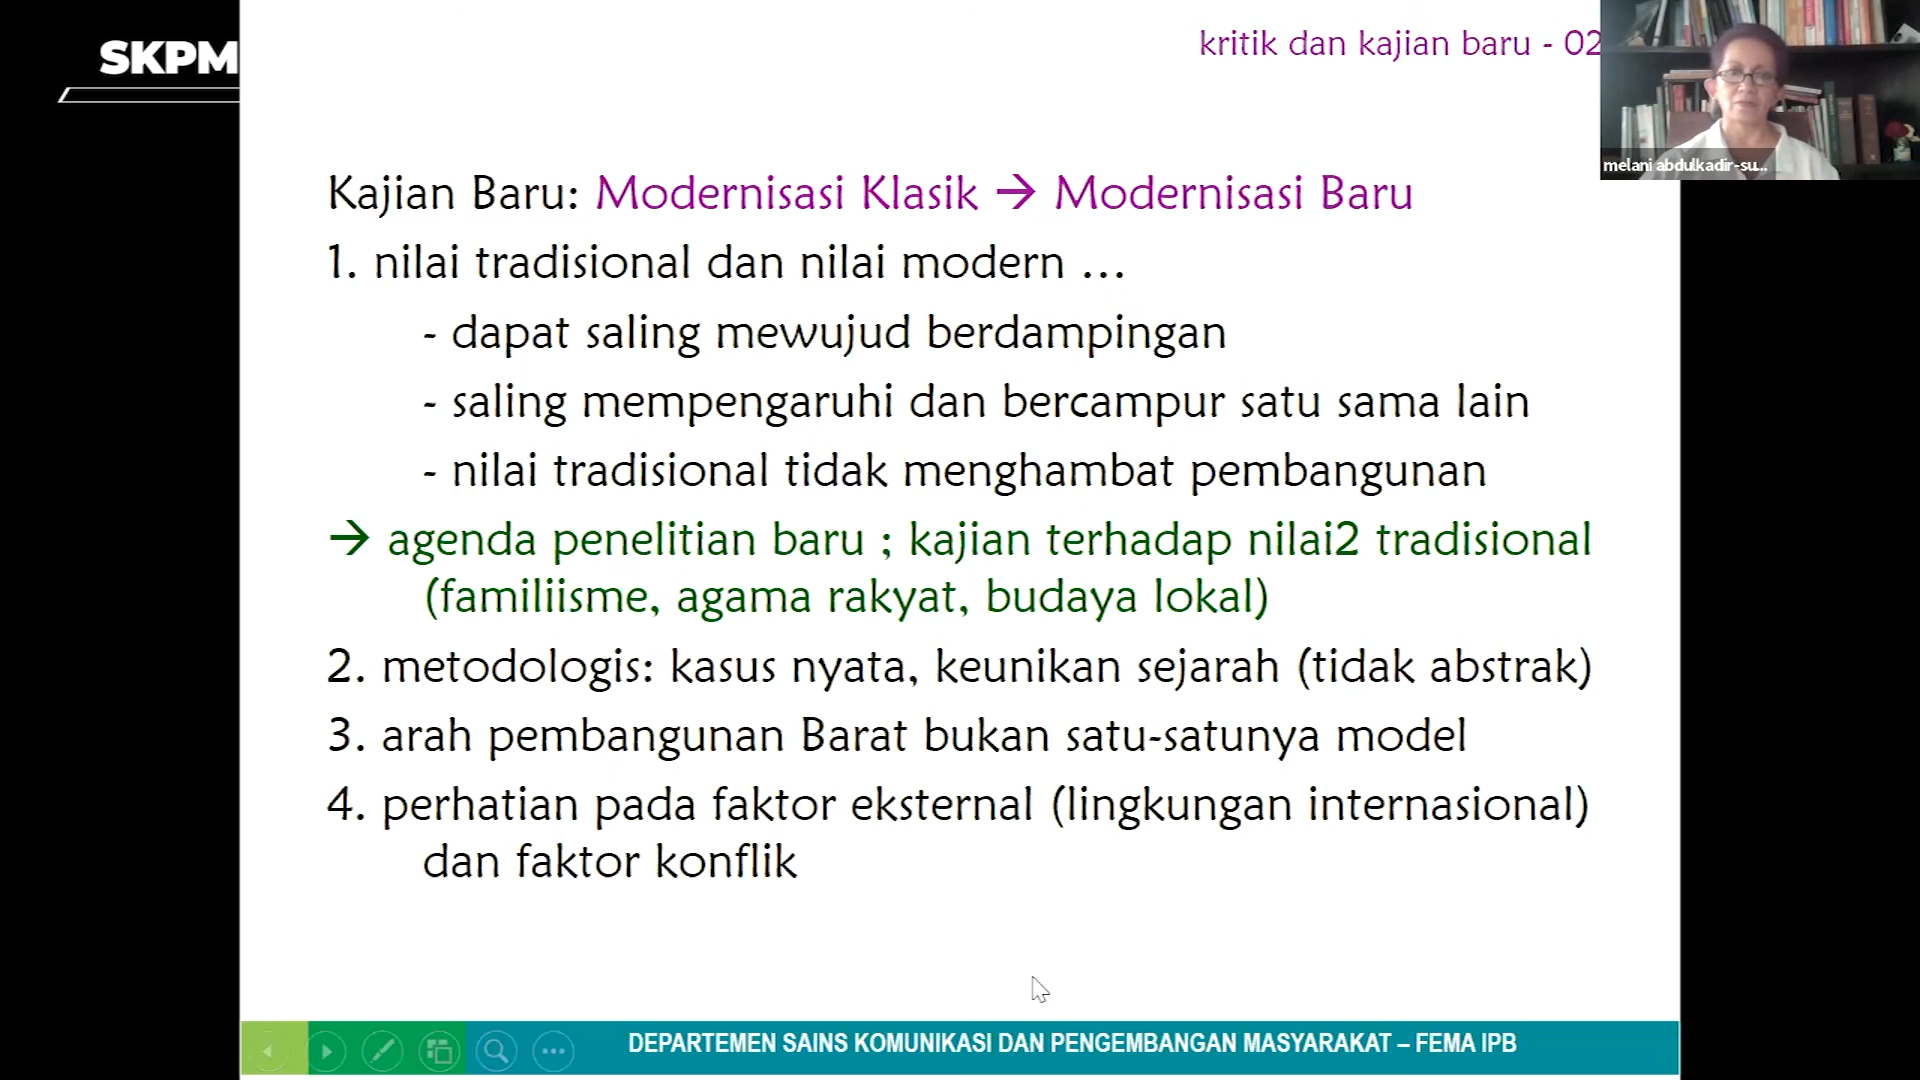 SKPM
kritik dan kajian baru - 02
melani abdulkadir-su...
Kajian Baru: Modernisasi Klasik → Modernisasi Baru
1. nilai tradisional dan nilai modern ...
- dapat saling mewujud berdampingan
- saling mempengaruhi dan bercampur satu sama lain
- nilai tradisional tidak menghambat pembangunan
→ agenda penelitian baru ; kajian terhadap nilai2 tradisional
(familiisme, agama rakyat, budaya lokal)
2. metodologis: kasus nyata, keunikan sejarah (tidak abstrak)
3. arah pembangunan Barat bukan satu-satunya model
4. perhatian pada faktor eksternal (lingkungan internasional)
dan faktor konflik
DEPARTEMEN SAINS KOMUNIKASI DAN PENGEMBANGAN MASYARAKAT – FEMA IPB